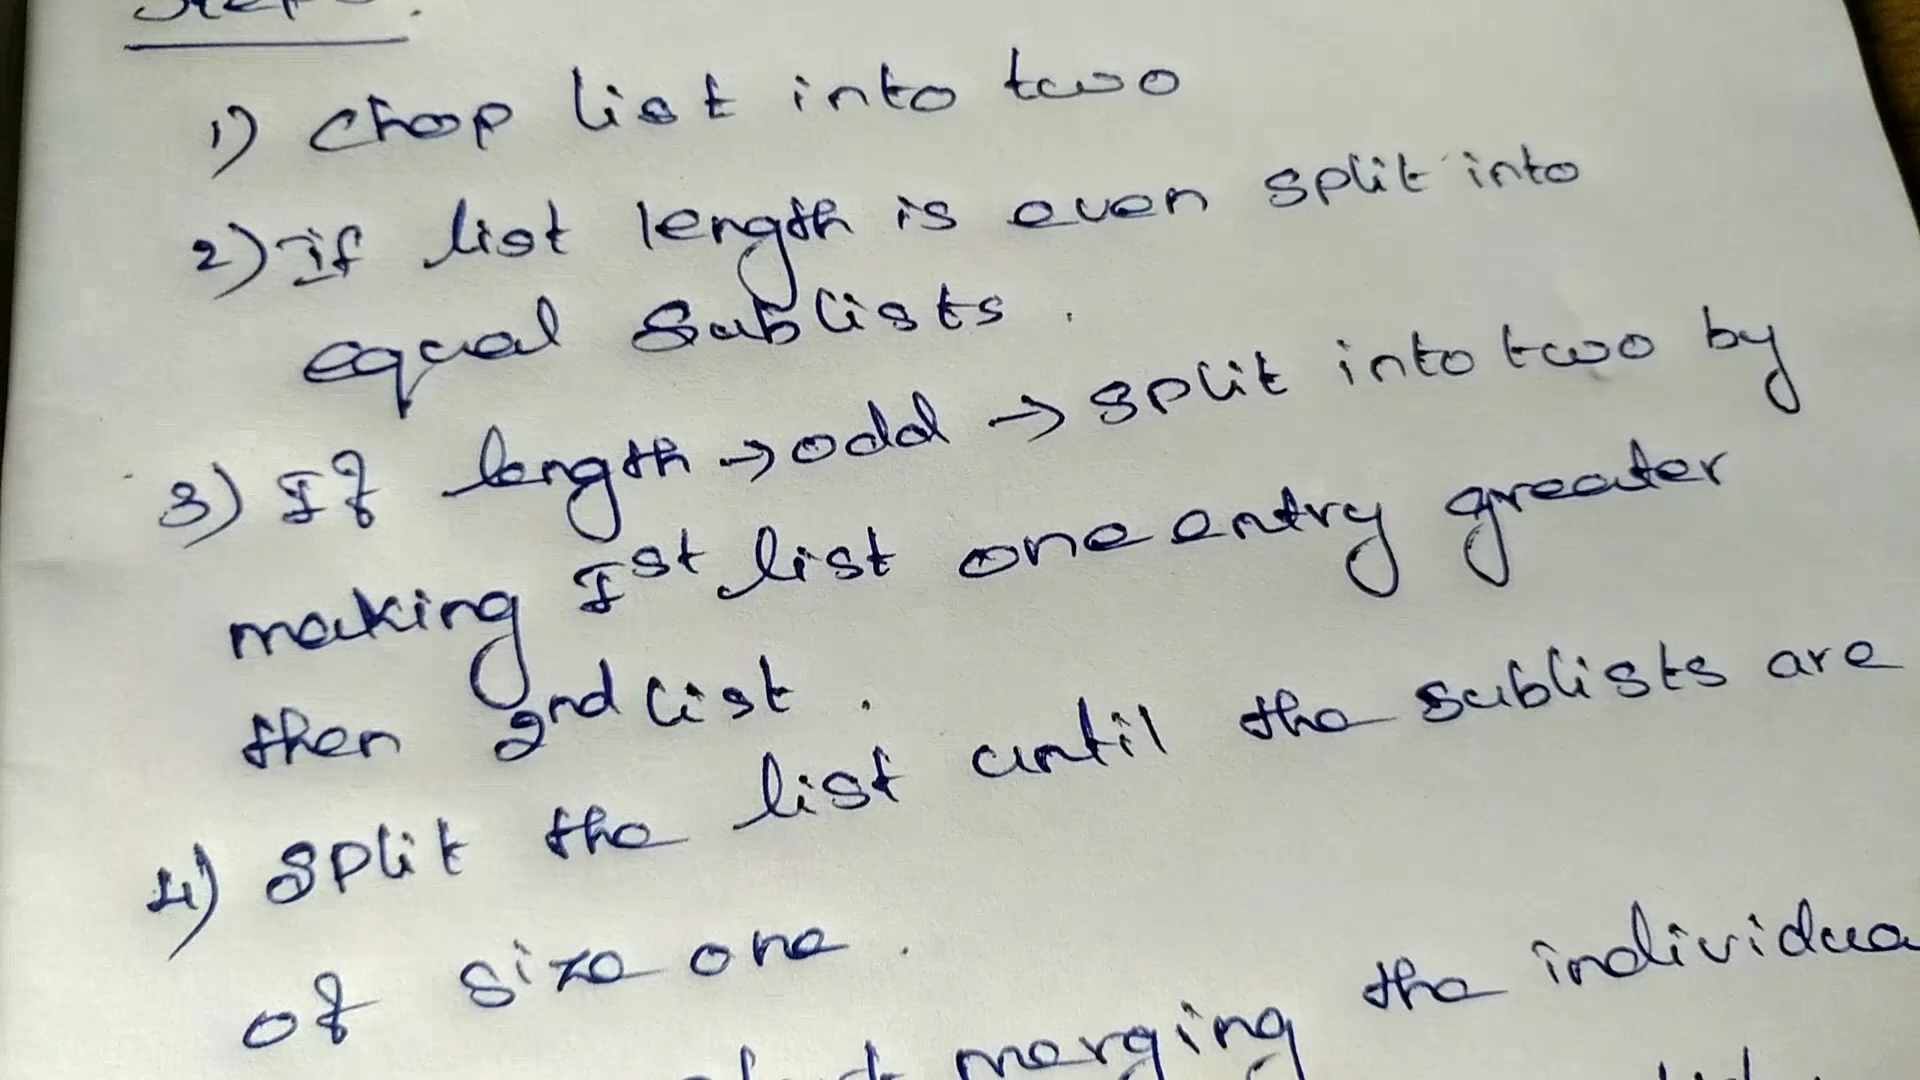 Steps.
1) Chop list into two
2) If list length is even split into
equal sublists.
3) If length → odd → split into two by
making Ist list one entry greater
then 2nd list.
4) Split the list until the sublists are
of size one.
merging the individua